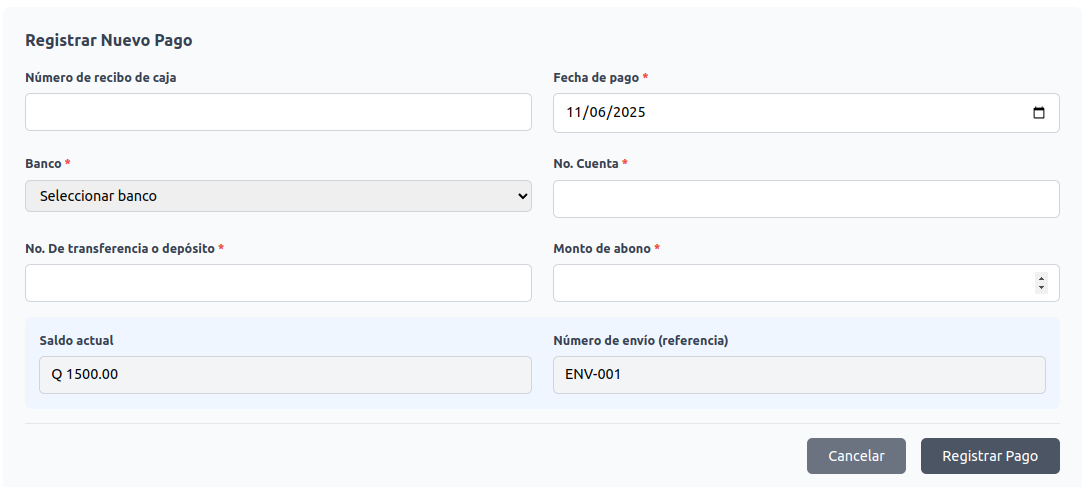 Registrar Nuevo Pago
Número de recibo de caja
Fecha de pago *
11/06/2025
Banco *
No. Cuenta *
Seleccionar banco
No. De transferencia o depósito *
Monto de abono *
Saldo actual
Número de envío (referencia)
Q 1500.00
ENV-001
Cancelar
Registrar Pago